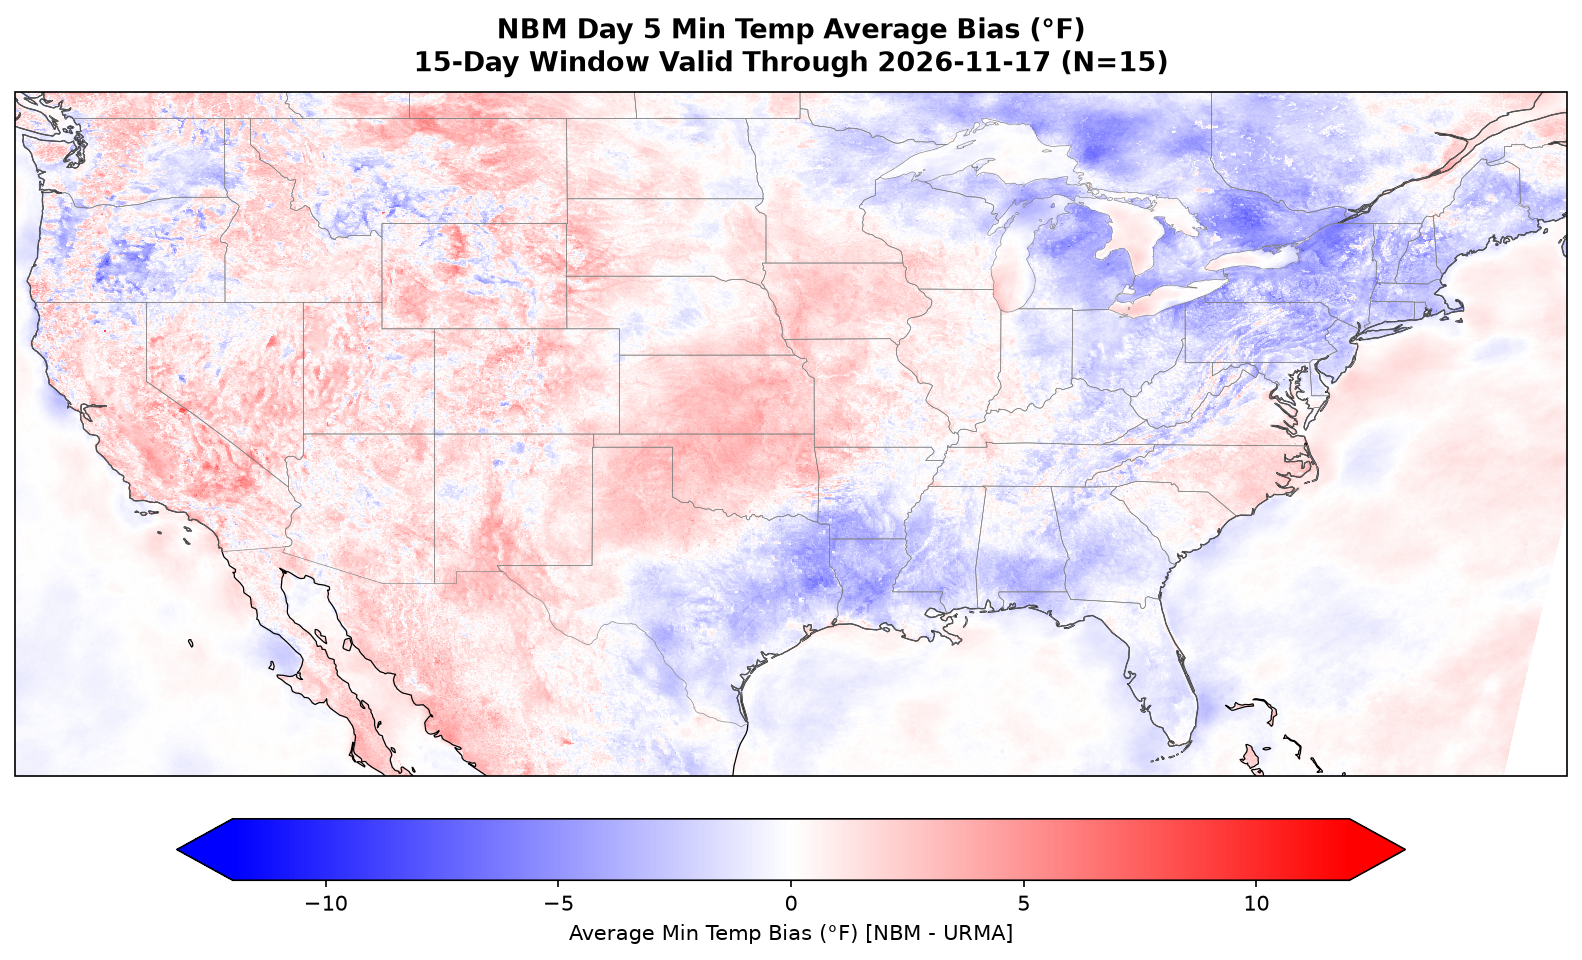 NBM Day 5 Min Temp Average Bias (°F)
15-Day Window Valid Through 2026-11-17 (N=15)
−10 −5 0 5 10
Average Min Temp Bias (°F) [NBM - URMA]